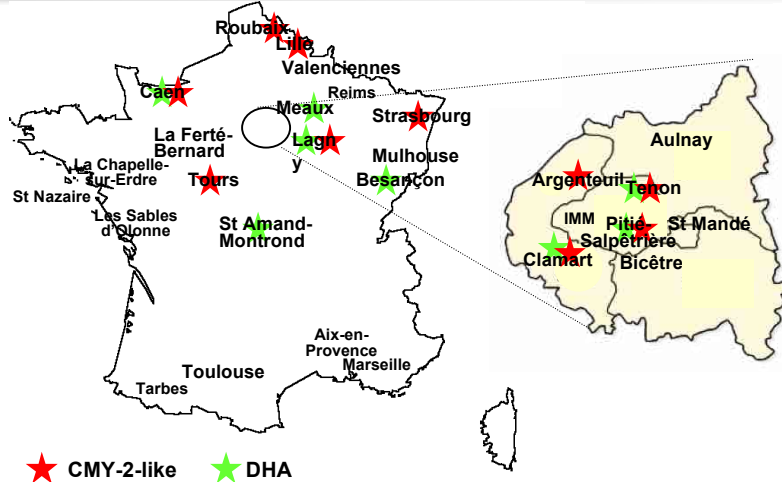 Roubaix
Lille
Valenciennes
Caen
Reims
Meaux
Strasbourg
La Ferté-
Bernard
Lagn
y
Mulhouse
La Chapelle-
sur-Erdre
Tours
Besançon
St Nazaire
Les Sables
d'Olonne
St Amand-
Montrond
Aix-en-
Provence
Marseille
Toulouse
Tarbes
Aulnay
Argenteuil
Tenon
IMM
Pitié-
Salpêtrière
St Mandé
Clamart
Bicêtre
CMY-2-like
DHA